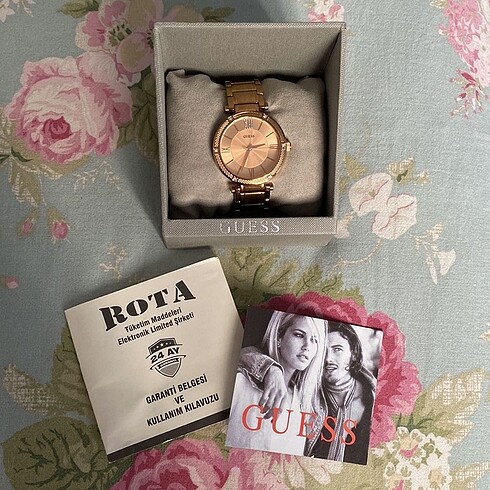 GUESS
GUESS
ROTA
Tüketim Maddeleri
Elektronik Limited Şirketi
24 AY
GARANTİ BELGESİ
VE
KULLANIM KILAVUZU
GUESS